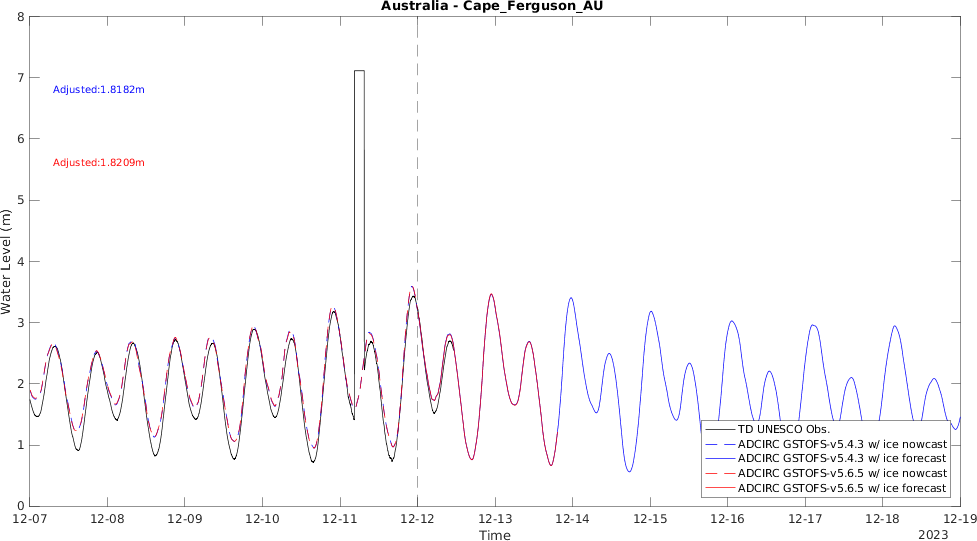 Australia - Cape_Ferguson_AU
8
7
6
5
4
3
2
1
0
Water Level (m)
Adjusted:1.8182m
Adjusted:1.8209m
TD UNESCO Obs.
ADCIRC GSTOFS-v5.4.3 w/ ice nowcast
ADCIRC GSTOFS-v5.4.3 w/ ice forecast
ADCIRC GSTOFS-v5.6.5 w/ ice nowcast
ADCIRC GSTOFS-v5.6.5 w/ ice forecast
12-07 12-08 12-09 12-10 12-11 12-12 12-13 12-14 12-15 12-16 12-17 12-18 12-19
Time
2023